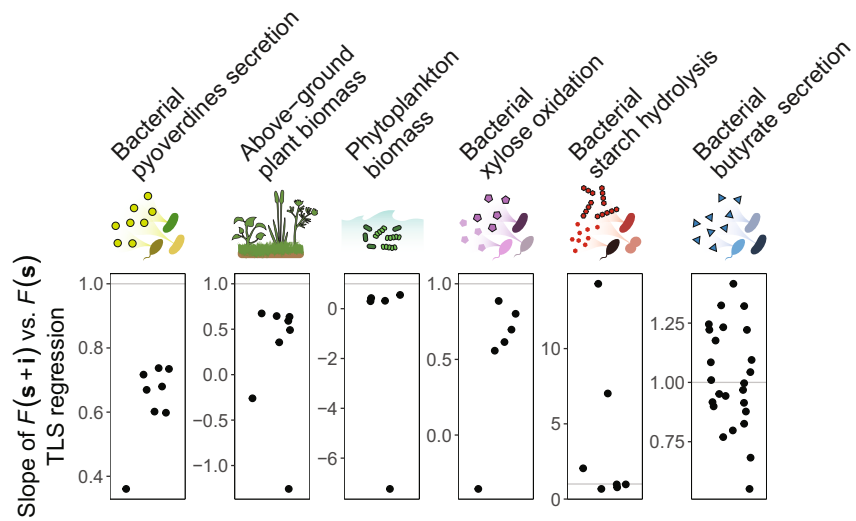 Bacterial
pyoverdines secretion
Above−ground
plant biomass
Phytoplankton
biomass
Bacterial
xylose oxidation
Bacterial
starch hydrolysis
Bacterial
butyrate secretion
Slope of F(s + i) vs. F(s)
TLS regression
1.0
0.8
0.6
0.4
1.0
0.5
0.0
−0.5
−1.0
0
−2
−4
−6
1.0
0.5
0.0
10
5
0
1.25
1.00
0.75